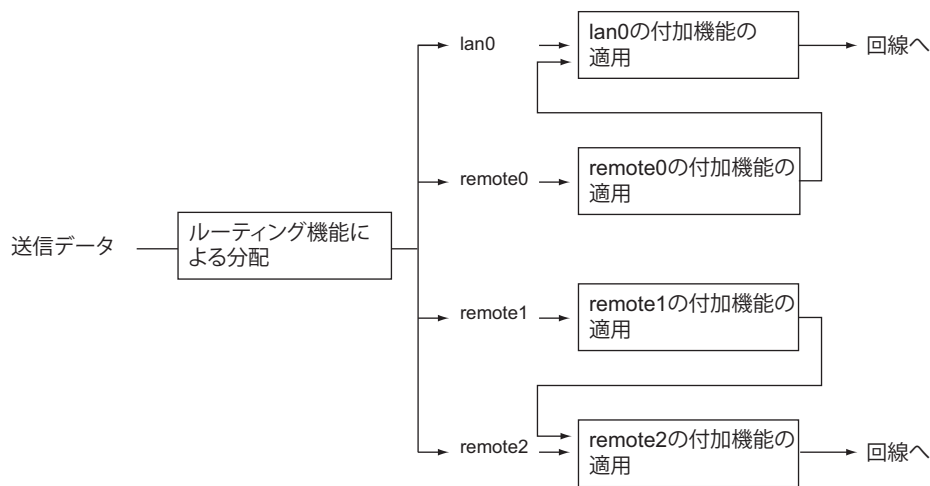 lan0
lan0の付加機能の
適用
回線へ
remote0
remote0の付加機能の
適用
送信データ
ルーティング機能に
よる分配
remote1
remote1の付加機能の
適用
remote2
remote2の付加機能の
適用
回線へ